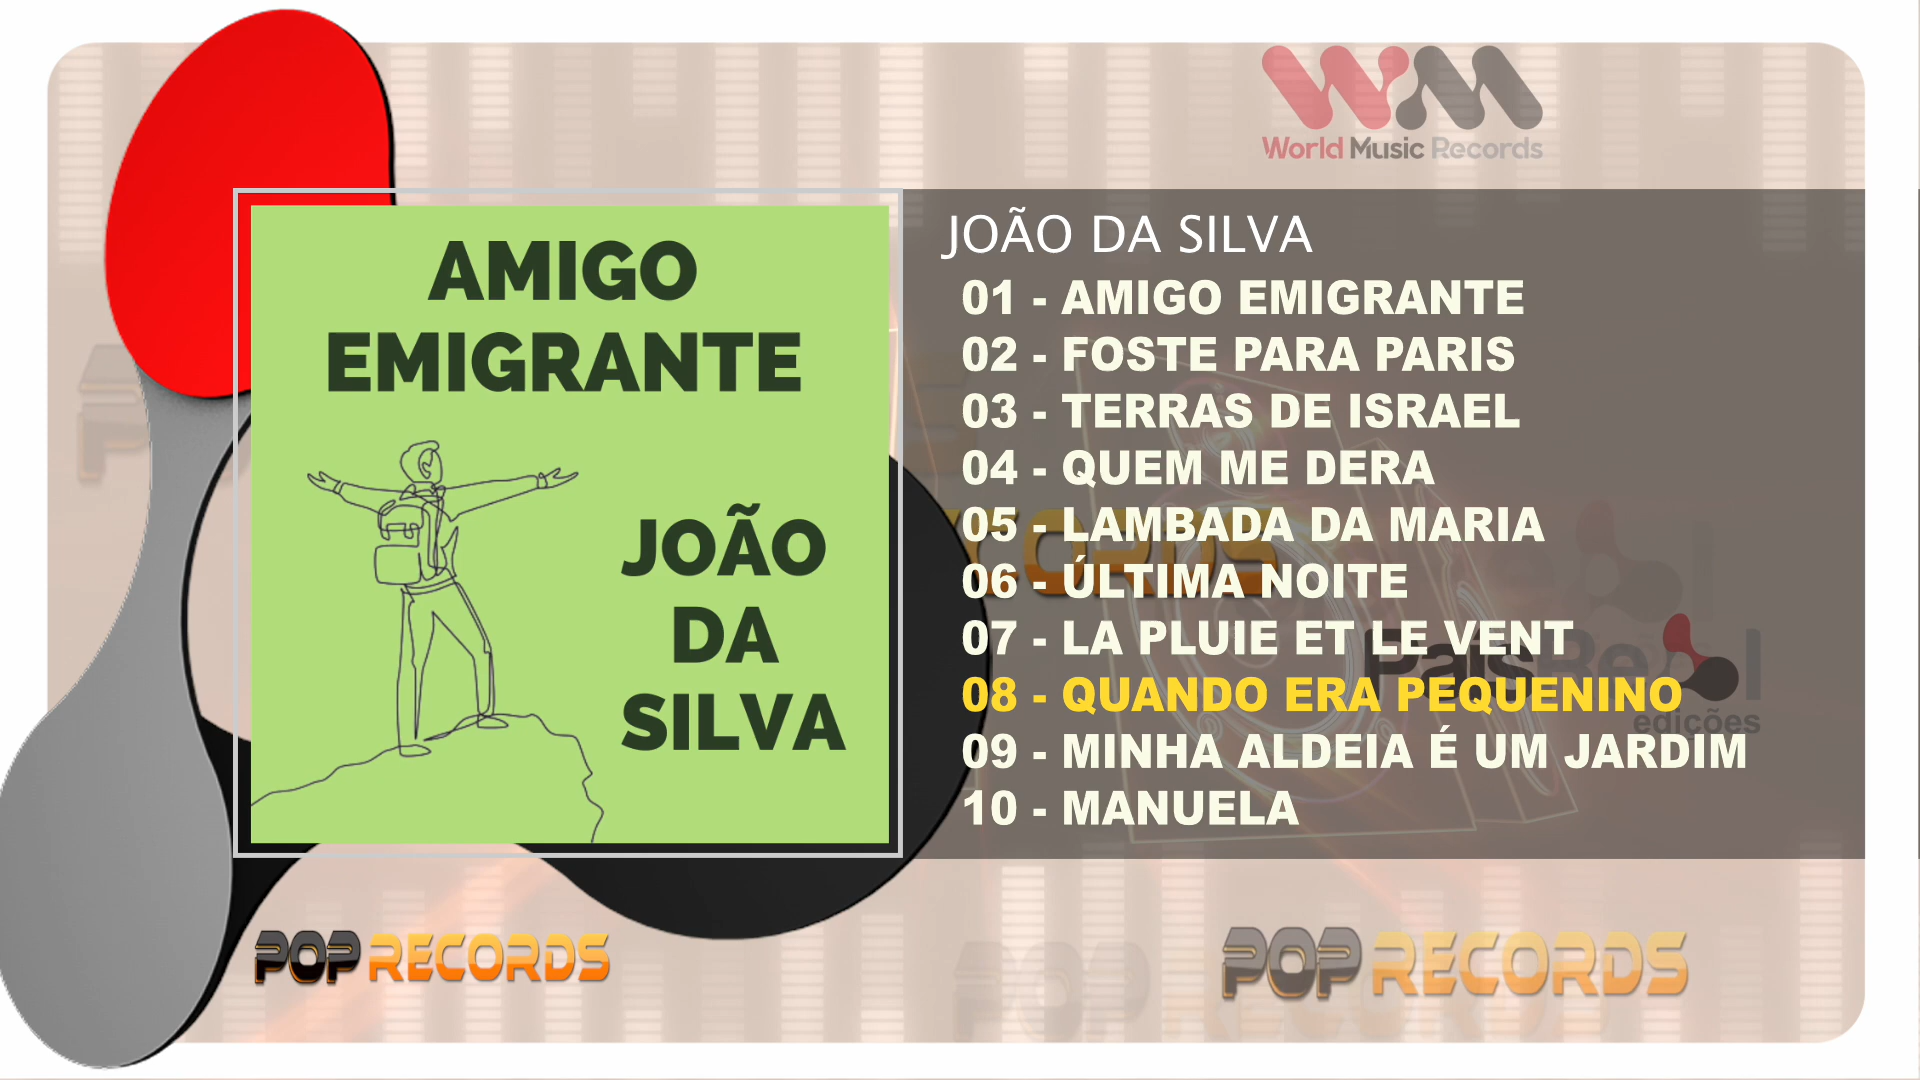 World Music Records
AMIGO
EMIGRANTE
JOÃO
DA
SILVA
JOÃO DA SILVA
01 - AMIGO EMIGRANTE
02 - FOSTE PARA PARIS
03 - TERRAS DE ISRAEL
04 - QUEM ME DERA
05 - LAMBADA DA MARIA
06 - ÚLTIMA NOITE
07 - LA PLUIE ET LE VENT
08 - QUANDO ERA PEQUENINO
09 - MINHA ALDEIA É UM JARDIM
10 - MANUELA
PaísReal
edições
POP RECORDS
POP RECORDS